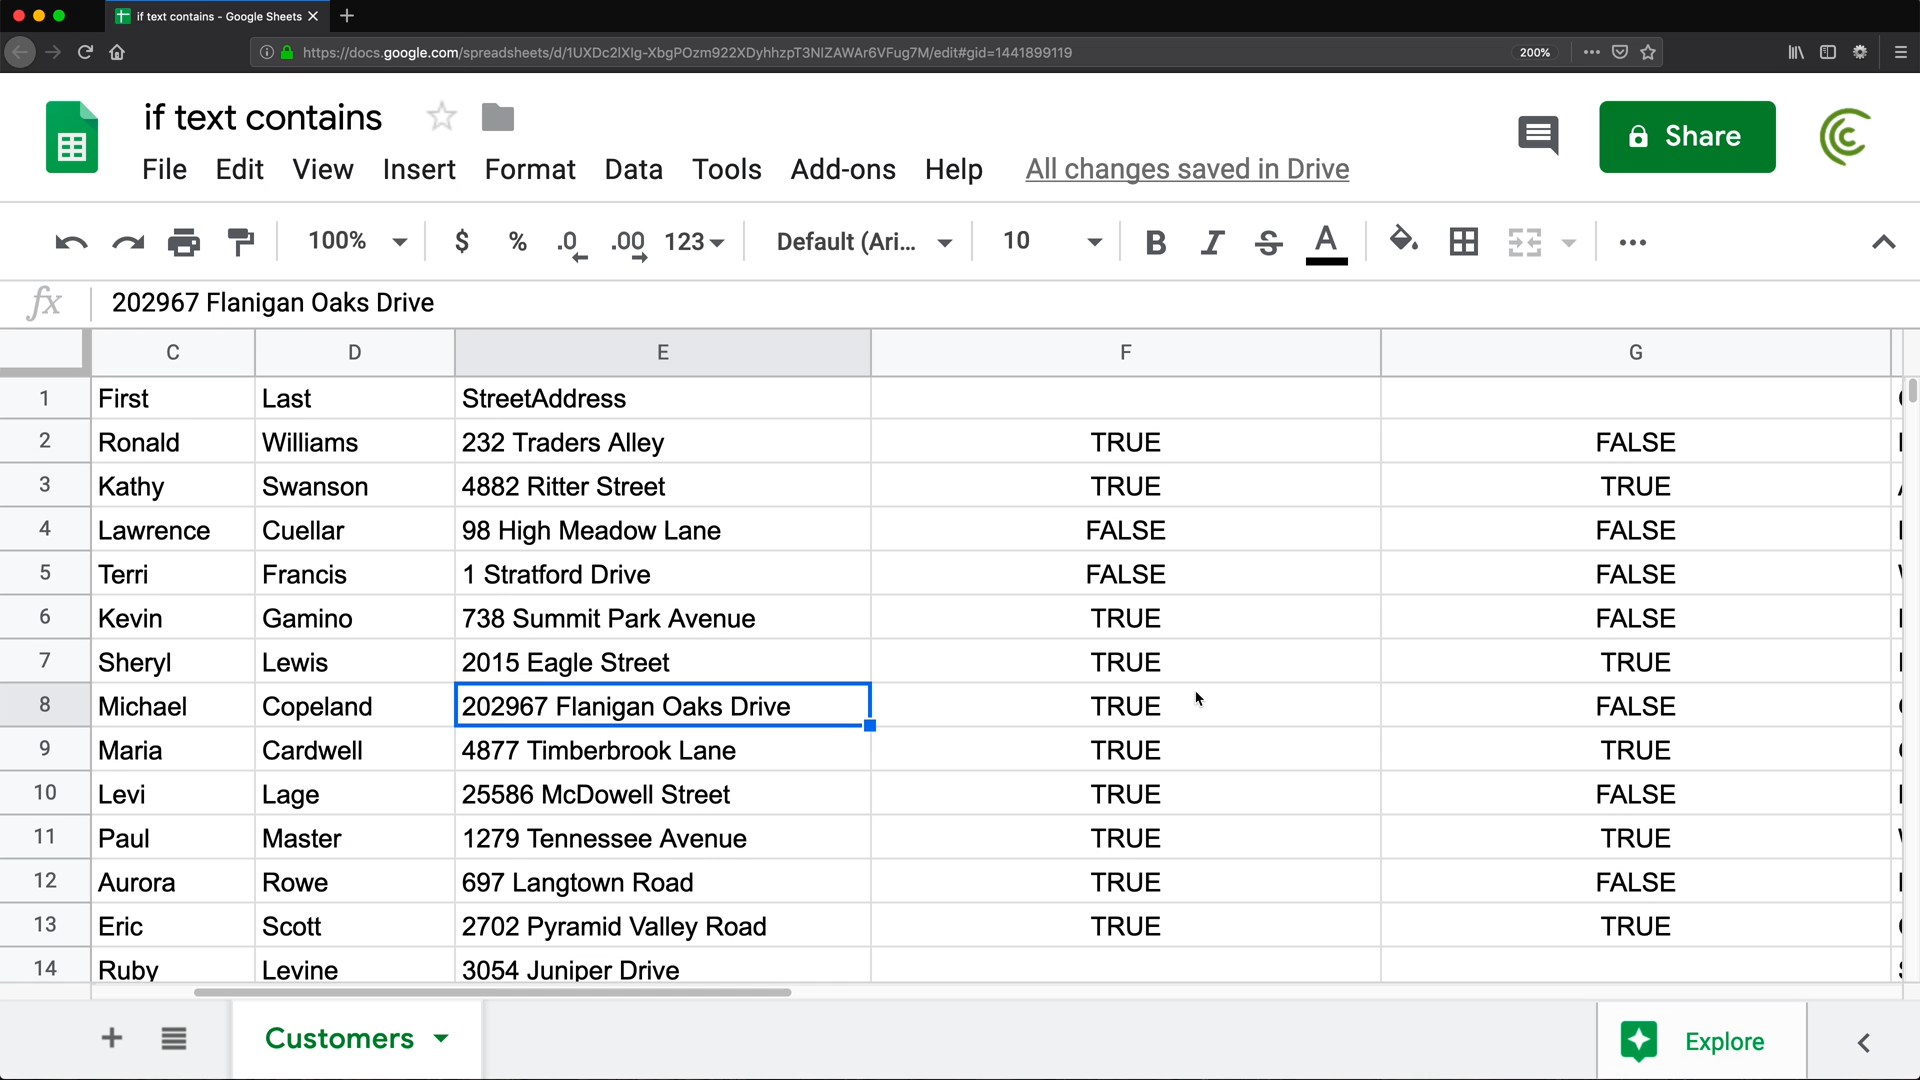 if text contains - Google Sheets
https://docs.google.com/spreadsheets/d/1UXDc2lXIg-XbgPOzm922XDyhhzpT3NIZAWAr6VFug7M/edit#gid=1441899119 200%
if text contains
Share
File Edit View Insert Format Data Tools Add-ons Help All changes saved in Drive
100% $ % .0 .00 123 Default (Ari... 10 B I S A
fx 202967 Flanigan Oaks Drive
C D E F G
1 First Last StreetAddress
2 Ronald Williams 232 Traders Alley TRUE FALSE
3 Kathy Swanson 4882 Ritter Street TRUE TRUE
4 Lawrence Cuellar 98 High Meadow Lane FALSE FALSE
5 Terri Francis 1 Stratford Drive FALSE FALSE
6 Kevin Gamino 738 Summit Park Avenue TRUE FALSE
7 Sheryl Lewis 2015 Eagle Street TRUE TRUE
8 Michael Copeland 202967 Flanigan Oaks Drive TRUE FALSE
9 Maria Cardwell 4877 Timberbrook Lane TRUE TRUE
10 Levi Lage 25586 McDowell Street TRUE FALSE
11 Paul Master 1279 Tennessee Avenue TRUE TRUE
12 Aurora Rowe 697 Langtown Road TRUE FALSE
13 Eric Scott 2702 Pyramid Valley Road TRUE TRUE
14 Ruby Levine 3054 Juniper Drive
Customers Explore